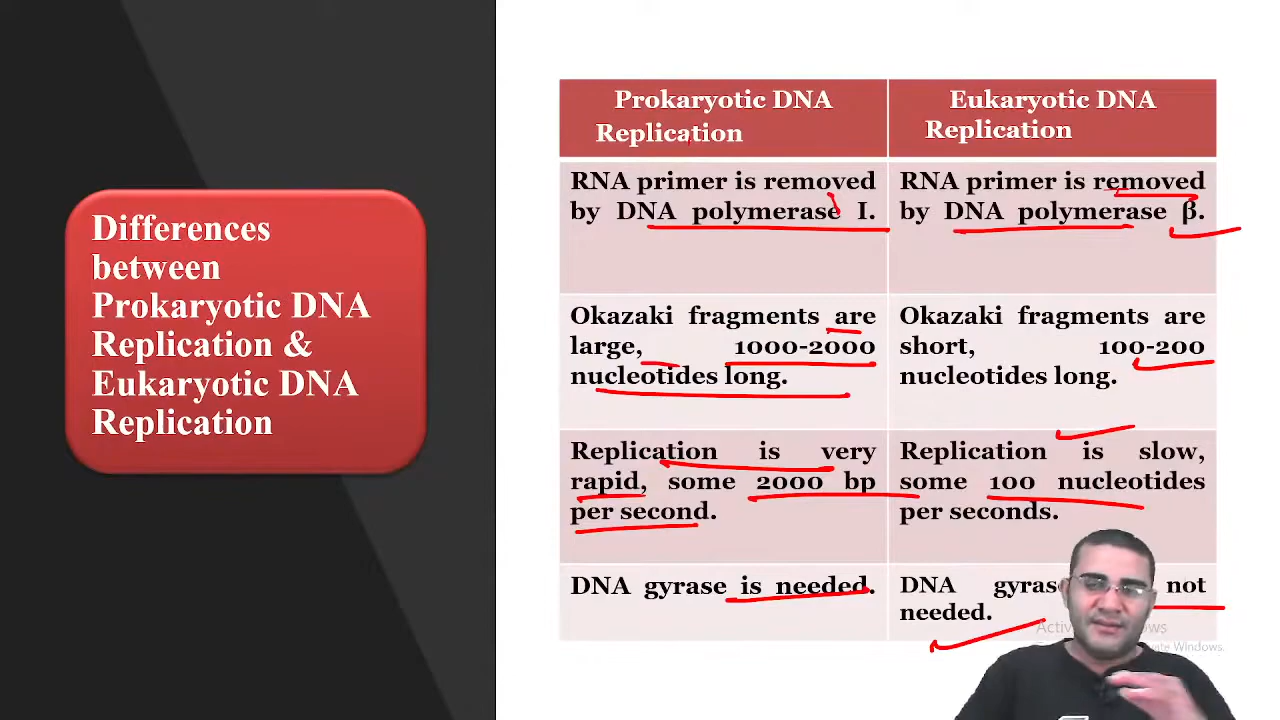 Differences
between
Prokaryotic DNA
Replication &
Eukaryotic DNA
Replication
Prokaryotic DNA
Replication
Eukaryotic DNA
Replication
RNA primer is removed
by DNA polymerase I.
RNA primer is removed
by DNA polymerase β.
Okazaki fragments are
large, 1000-2000
nucleotides long.
Okazaki fragments are
short, 100-200
nucleotides long.
Replication is very
rapid, some 2000 bp
per second.
Replication is slow,
some 100 nucleotides
per seconds.
DNA gyrase is needed.
DNA not
needed.